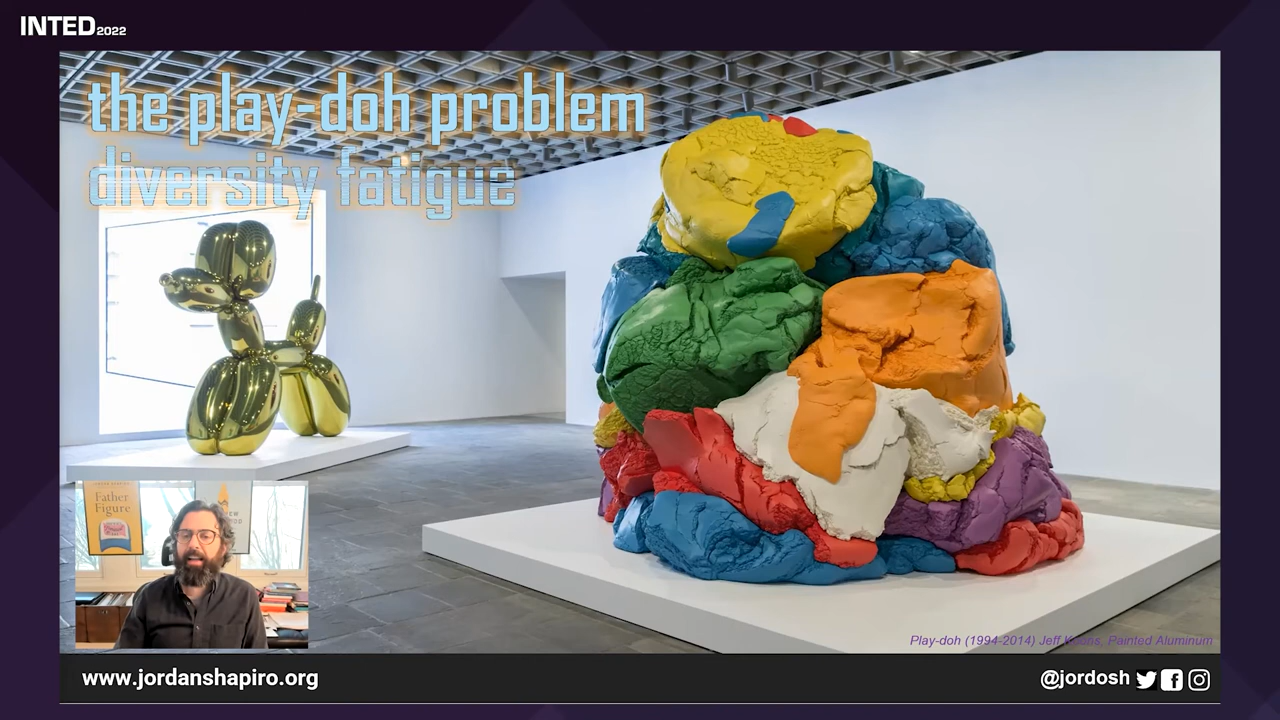 INTED2022
the play-doh problem
diversity fatigue
Father
Figure
Play-doh (1994-2014) Jeff Koons, Painted Aluminum
www.jordanshapiro.org
@jordosh